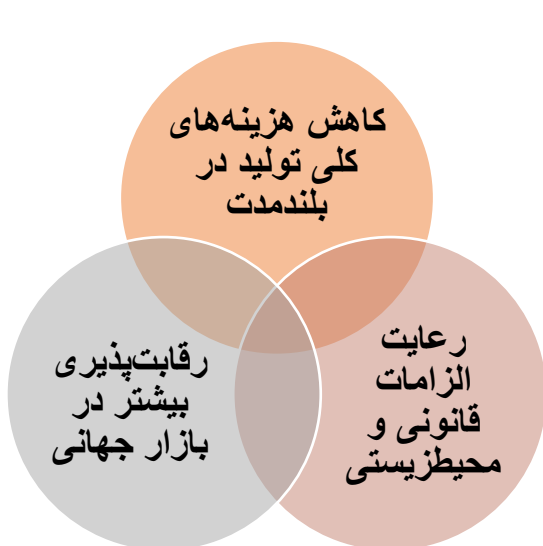 کاهش هزینه‌های
کلی تولید در
بلندمدت
رعایت
الزامات
قانونی و
محیطزیستی
رقابت‌پذیری
بیشتر در
بازار جهانی